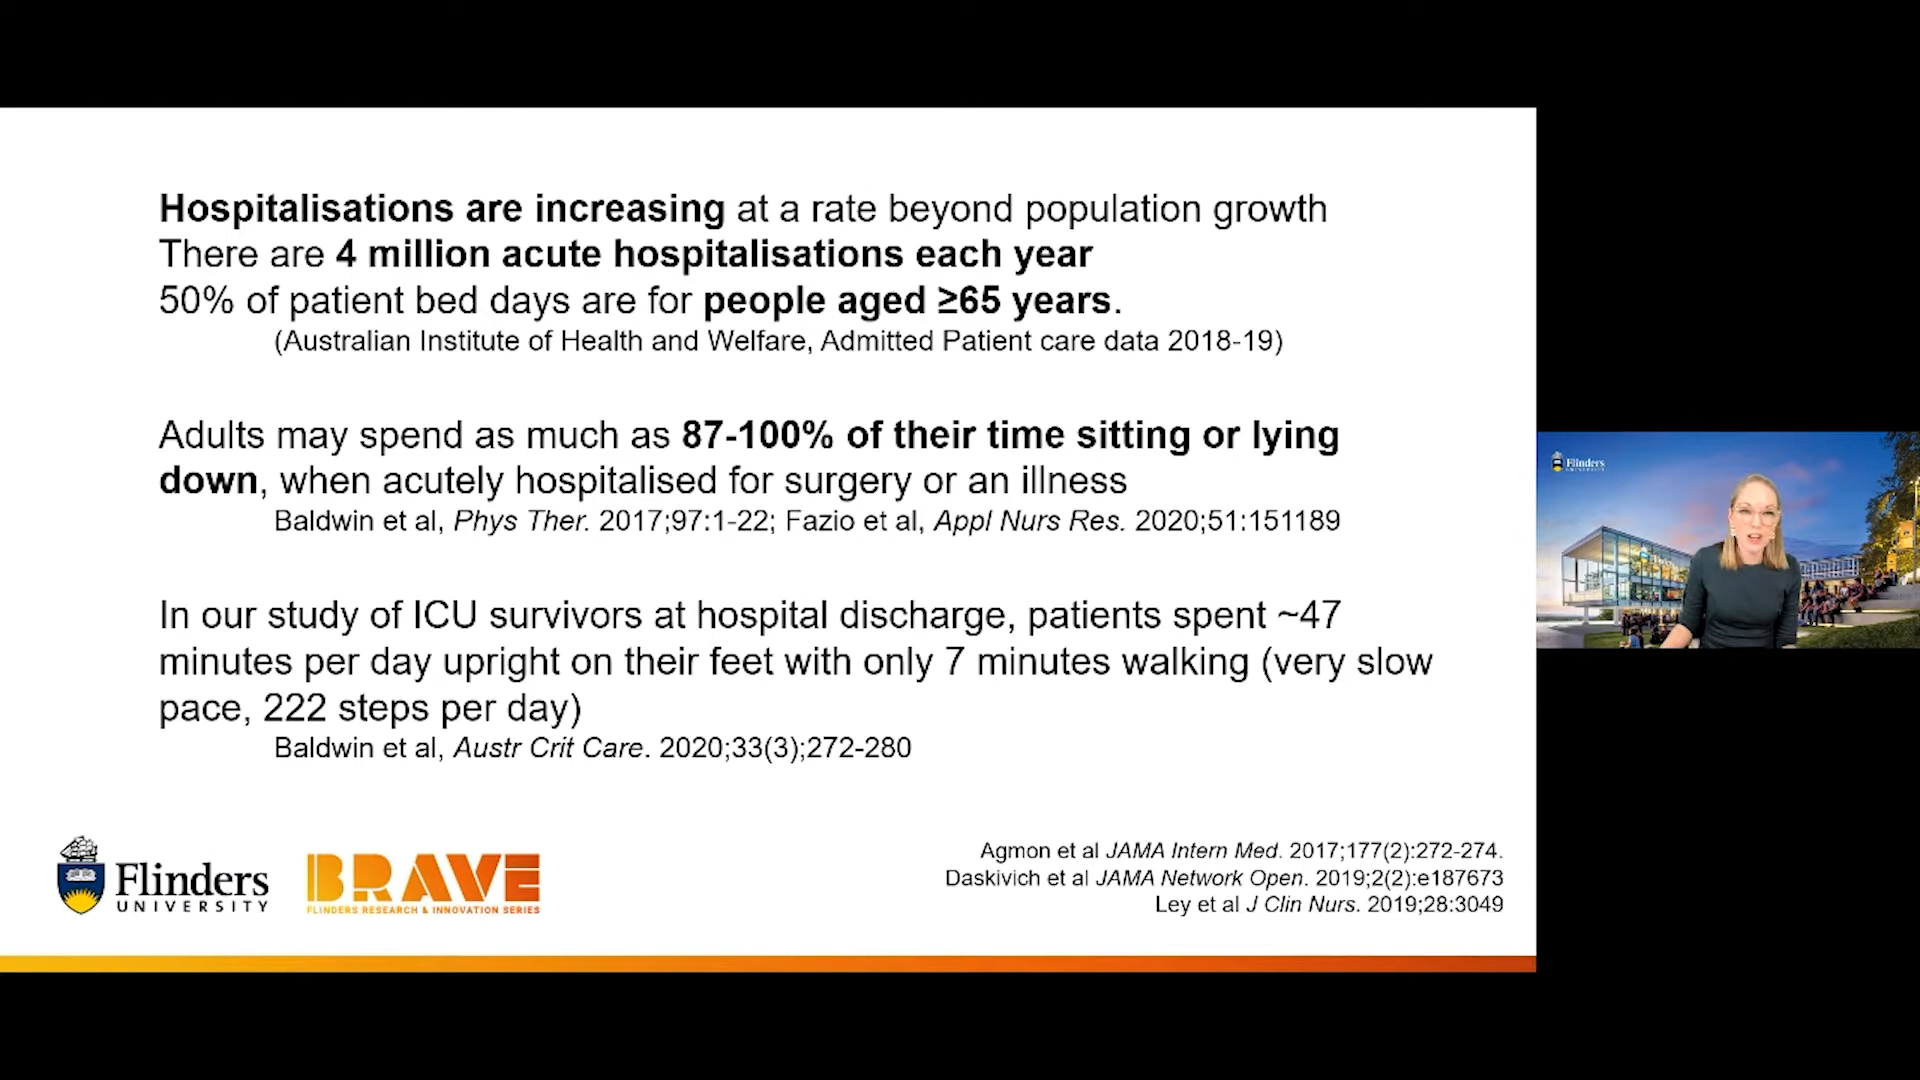 Hospitalisations are increasing at a rate beyond population growth
There are 4 million acute hospitalisations each year
50% of patient bed days are for people aged ≥65 years.
(Australian Institute of Health and Welfare, Admitted Patient care data 2018-19)
Adults may spend as much as 87-100% of their time sitting or lying
down, when acutely hospitalised for surgery or an illness
Baldwin et al, Phys Ther. 2017;97:1-22; Fazio et al, Appl Nurs Res. 2020;51:151189
In our study of ICU survivors at hospital discharge, patients spent ~47
minutes per day upright on their feet with only 7 minutes walking (very slow
pace, 222 steps per day)
Baldwin et al, Austr Crit Care. 2020;33(3);272-280
Flinders
UNIVERSITY
BRAVE
FLINDERS RESEARCH & INNOVATION SERIES
Agmon et al JAMA Intern Med. 2017;177(2):272-274.
Daskivich et al JAMA Network Open. 2019;2(2):e187673
Ley et al J Clin Nurs. 2019;28:3049
Flinders
UNIVERSITY